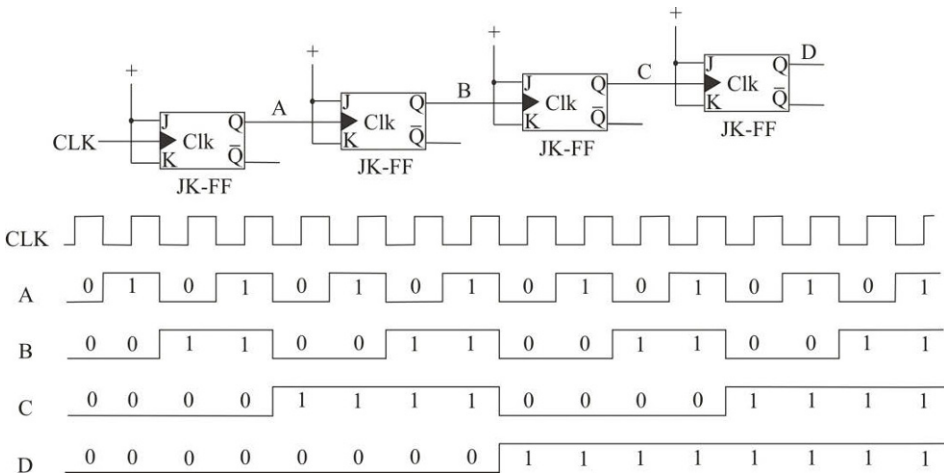 +
+
+
+
J Q D
Clk
K Q̅
JK-FF
J Q C
Clk
K Q̅
JK-FF
J Q B
Clk
K Q̅
JK-FF
J Q A
CLK Clk
K Q̅
JK-FF
CLK
A 0 1 0 1 0 1 0 1 0 1 0 1 0 1 0 1
B 0 0 1 1 0 0 1 1 0 0 1 1 0 0 1 1
C 0 0 0 0 1 1 1 1 0 0 0 0 1 1 1 1
D 0 0 0 0 0 0 0 0 1 1 1 1 1 1 1 1